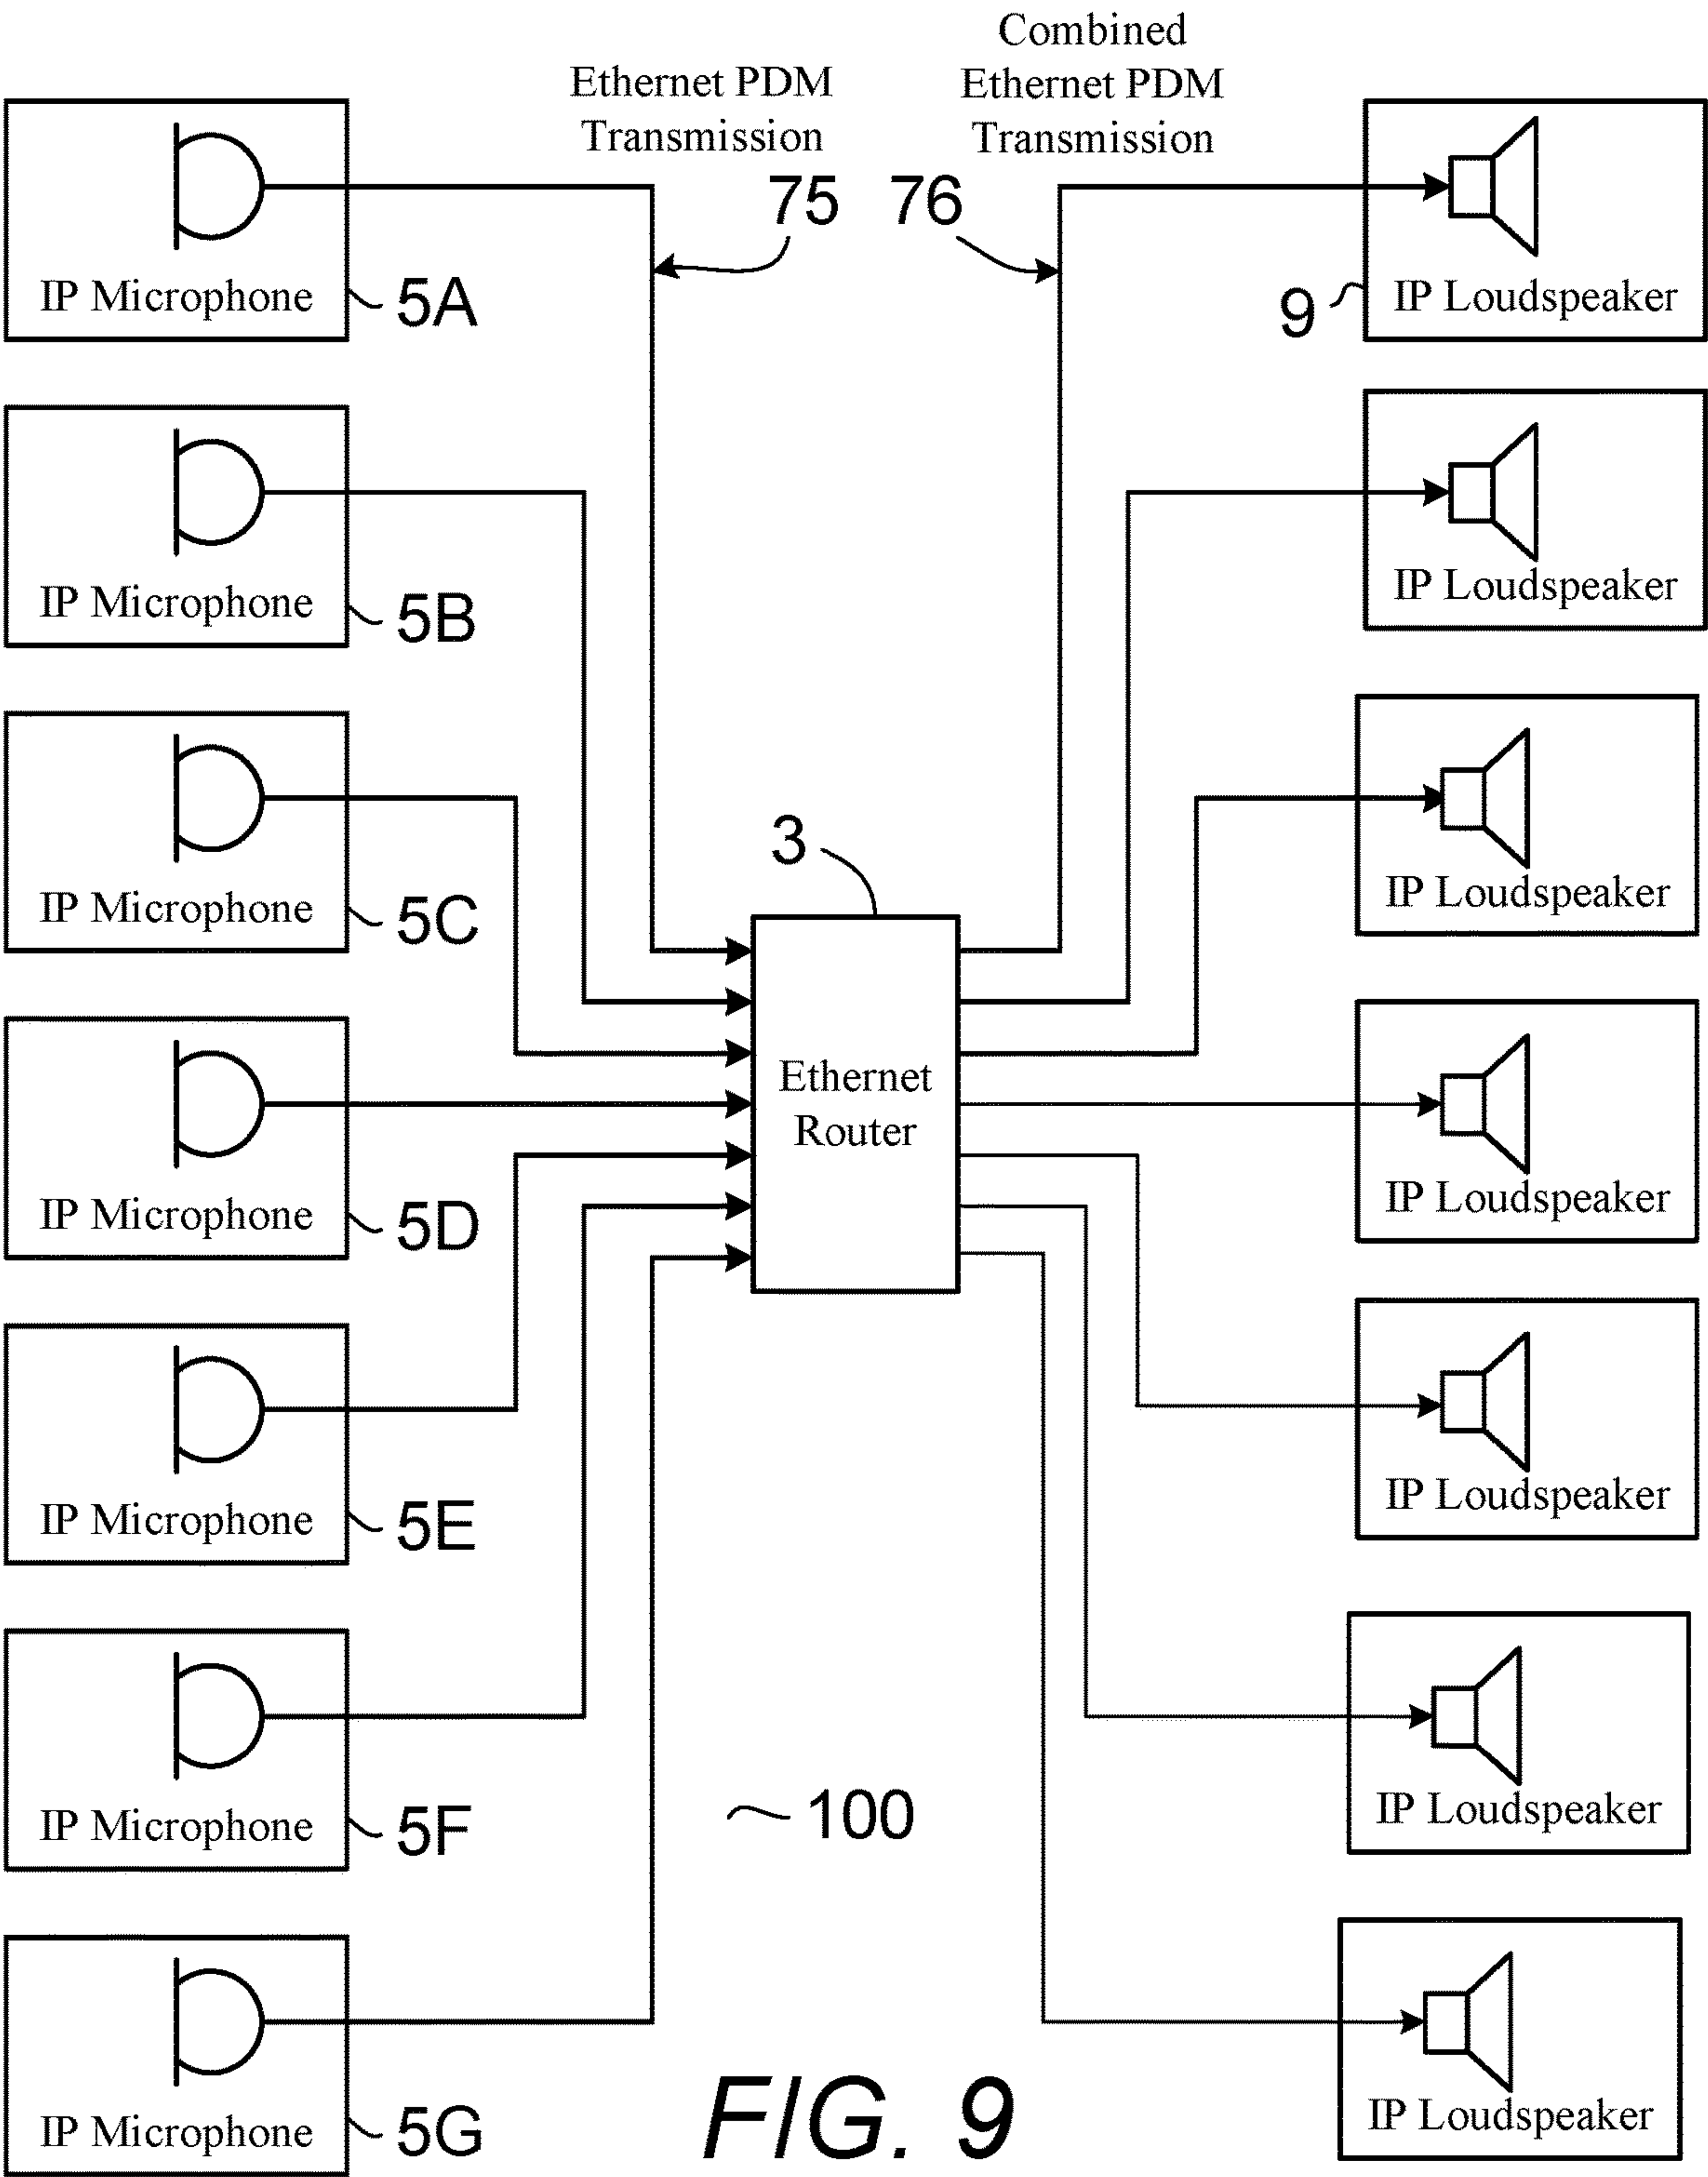 Ethernet PDM
Transmission
75
Combined
Ethernet PDM
Transmission
76
IP Microphone
5A
IP Microphone
5B
IP Microphone
5C
IP Microphone
5D
IP Microphone
5E
IP Microphone
5F
IP Microphone
5G
3
Ethernet
Router
9
IP Loudspeaker
IP Loudspeaker
IP Loudspeaker
IP Loudspeaker
IP Loudspeaker
IP Loudspeaker
IP Loudspeaker
100
FIG. 9